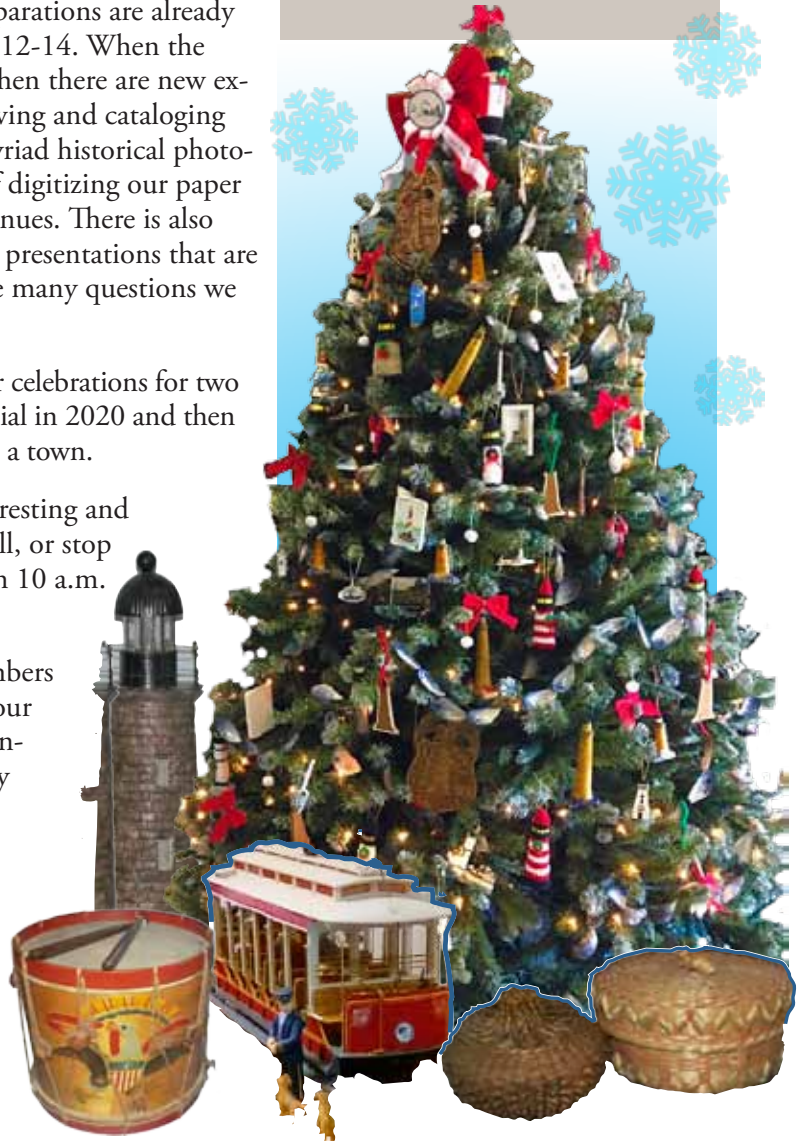 parations are already
12-14. When the
hen there are new ex-
ving and cataloging
yriad historical photo-
f digitizing our paper
nues. There is also
presentations that are
e many questions we
r celebrations for two
ial in 2020 and then
a town.
resting and
ll, or stop
n 10 a.m.
mbers
our
n-
y